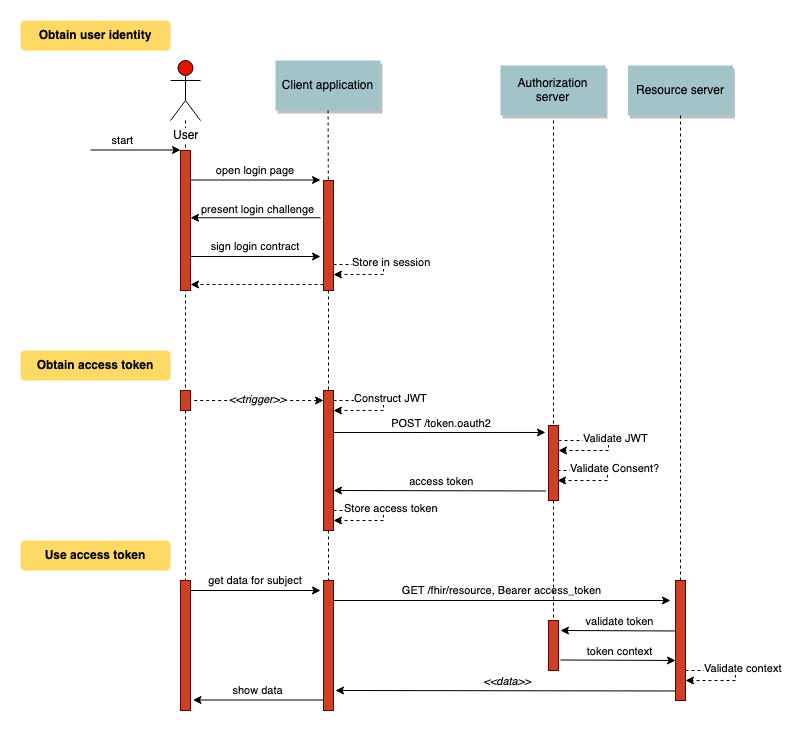 Obtain user identity
Client application
Authorization
server
Resource server
User
start
open login page
present login challenge
sign login contract
Store in session
Obtain access token
<<trigger>>
Construct JWT
POST /token.oauth2
Validate JWT
Validate Consent?
access token
Store access token
Use access token
get data for subject
GET /fhir/resource, Bearer access_token
validate token
token context
Validate context
<<data>>
show data